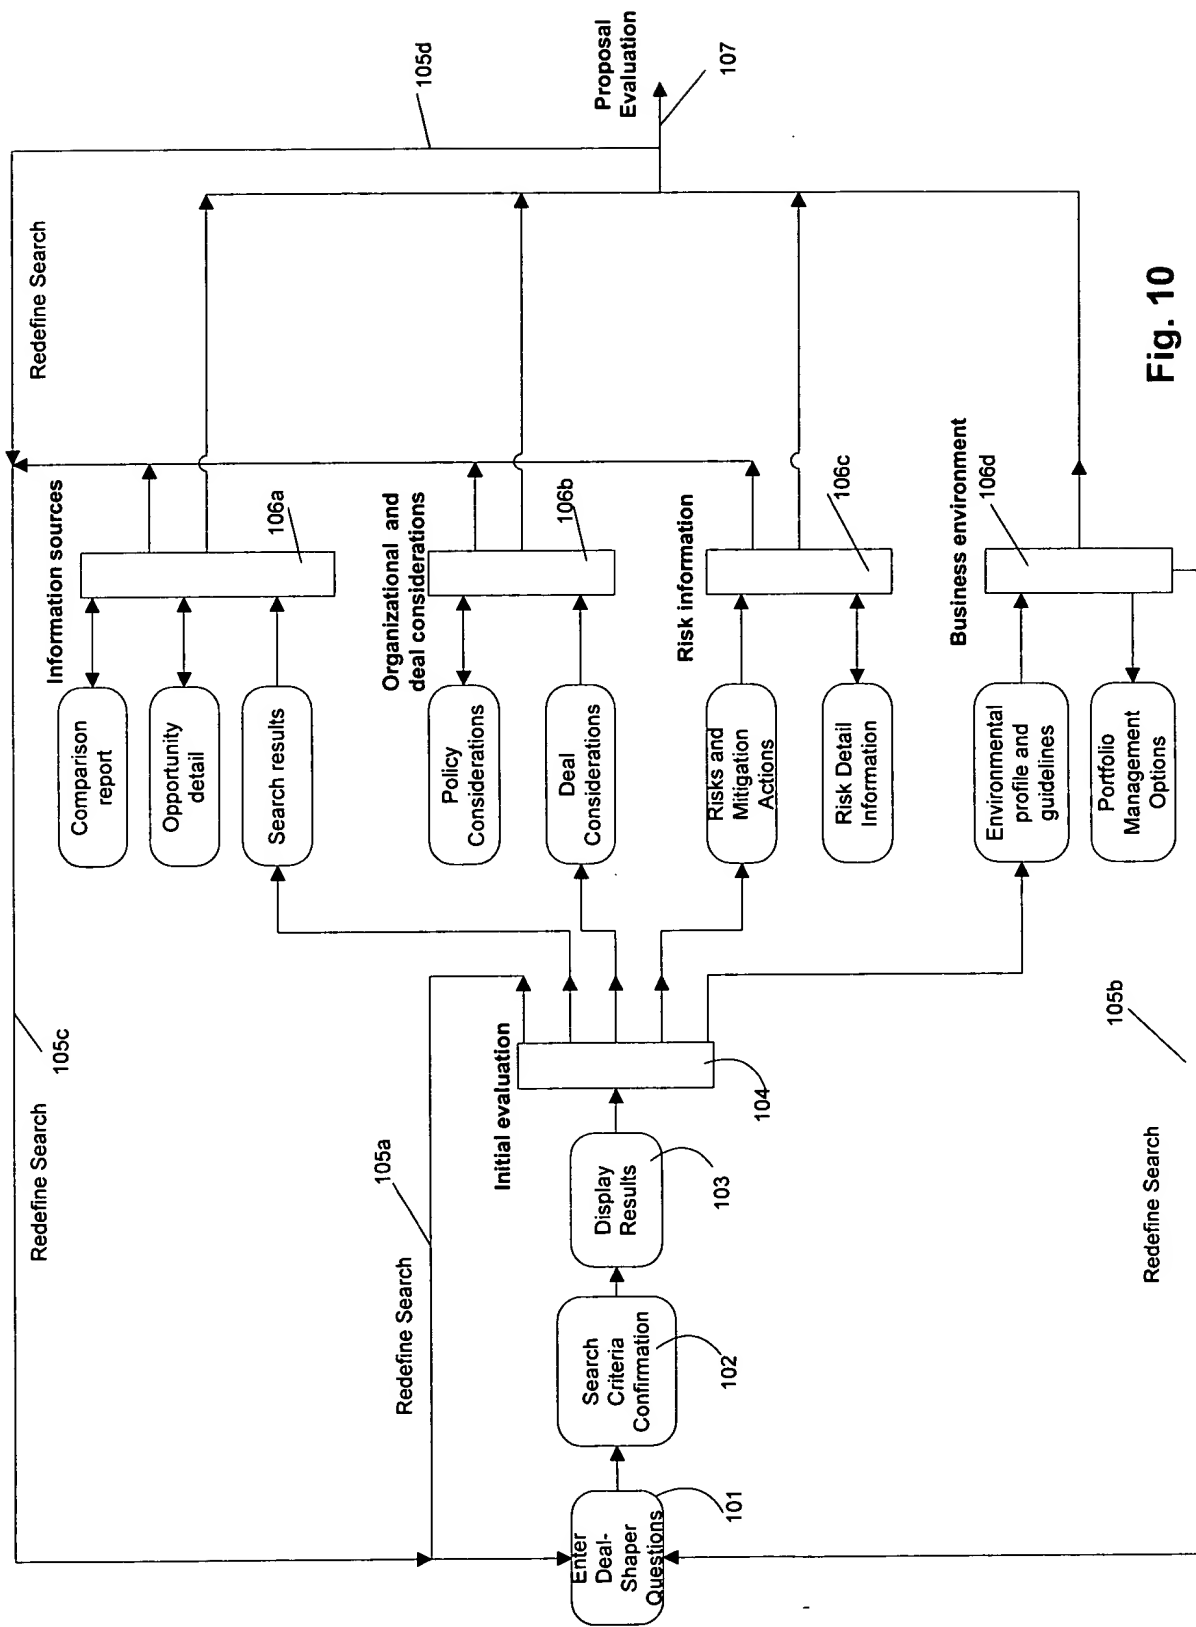 Redefine Search
105c
Redefine Search
105d
Redefine Search
105a
Enter
Deal-
Shaper
Questions
101
Search
Criteria
Confirmation
102
Display
Results
103
Initial evaluation
104
Information sources
Comparison
report
Opportunity
detail
Search results
106a
Organizational and
deal considerations
Policy
Considerations
Deal
Considerations
106b
Risk information
Risks and
Mitigation
Actions
Risk Detail
Information
106c
Business environment
Environmental
profile and
guidelines
Portfolio
Management
Options
106d
Proposal
Evaluation
107
Redefine Search
105b
Fig. 10